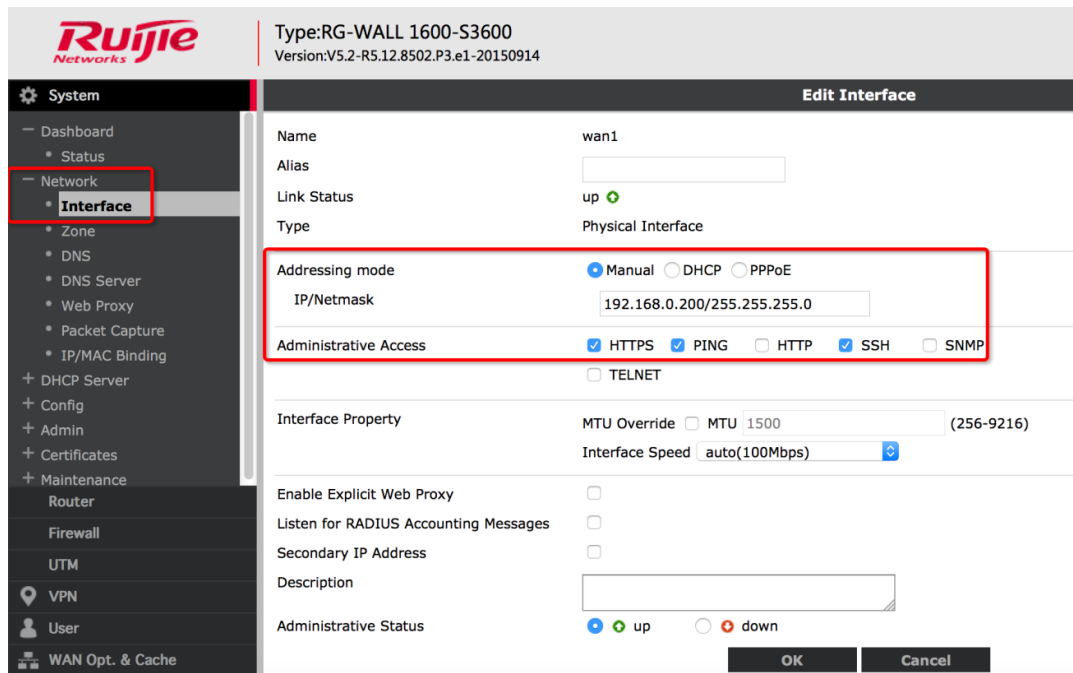 Ruijie
Networks
Type:RG-WALL 1600-S3600
Version:V5.2-R5.12.8502.P3.e1-20150914
System
Dashboard
Status
Network
Interface
Zone
DNS
DNS Server
Web Proxy
Packet Capture
IP/MAC Binding
DHCP Server
Config
Admin
Certificates
Maintenance
Router
Firewall
UTM
VPN
User
WAN Opt. & Cache
Edit Interface
Name wan1
Alias
Link Status up
Type Physical Interface
Addressing mode Manual DHCP PPPoE
IP/Netmask 192.168.0.200/255.255.255.0
Administrative Access HTTPS PING HTTP SSH SNMP
TELNET
Interface Property MTU Override MTU 1500 (256-9216)
Interface Speed auto(100Mbps)
Enable Explicit Web Proxy
Listen for RADIUS Accounting Messages
Secondary IP Address
Description
Administrative Status up down
OK Cancel